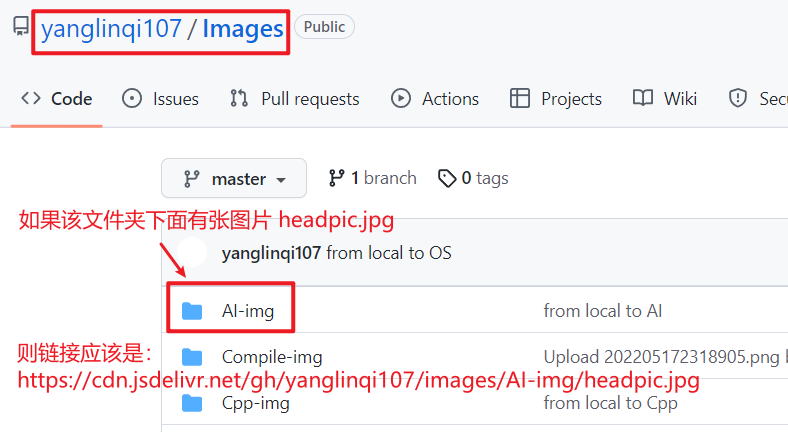 yanglinqi107 / Images Public
Code Issues Pull requests Actions Projects Wiki Secu
master 1 branch 0 tags
如果该文件夹下面有张图片 headpic.jpg
yanglinqi107 from local to OS
AI-img from local to AI
则链接应该是：
Compile-img Upload 202205172318905.png b
https://cdn.jsdelivr.net/gh/yanglinqi107/images/AI-img/headpic.jpg
Cpp-img from local to Cpp